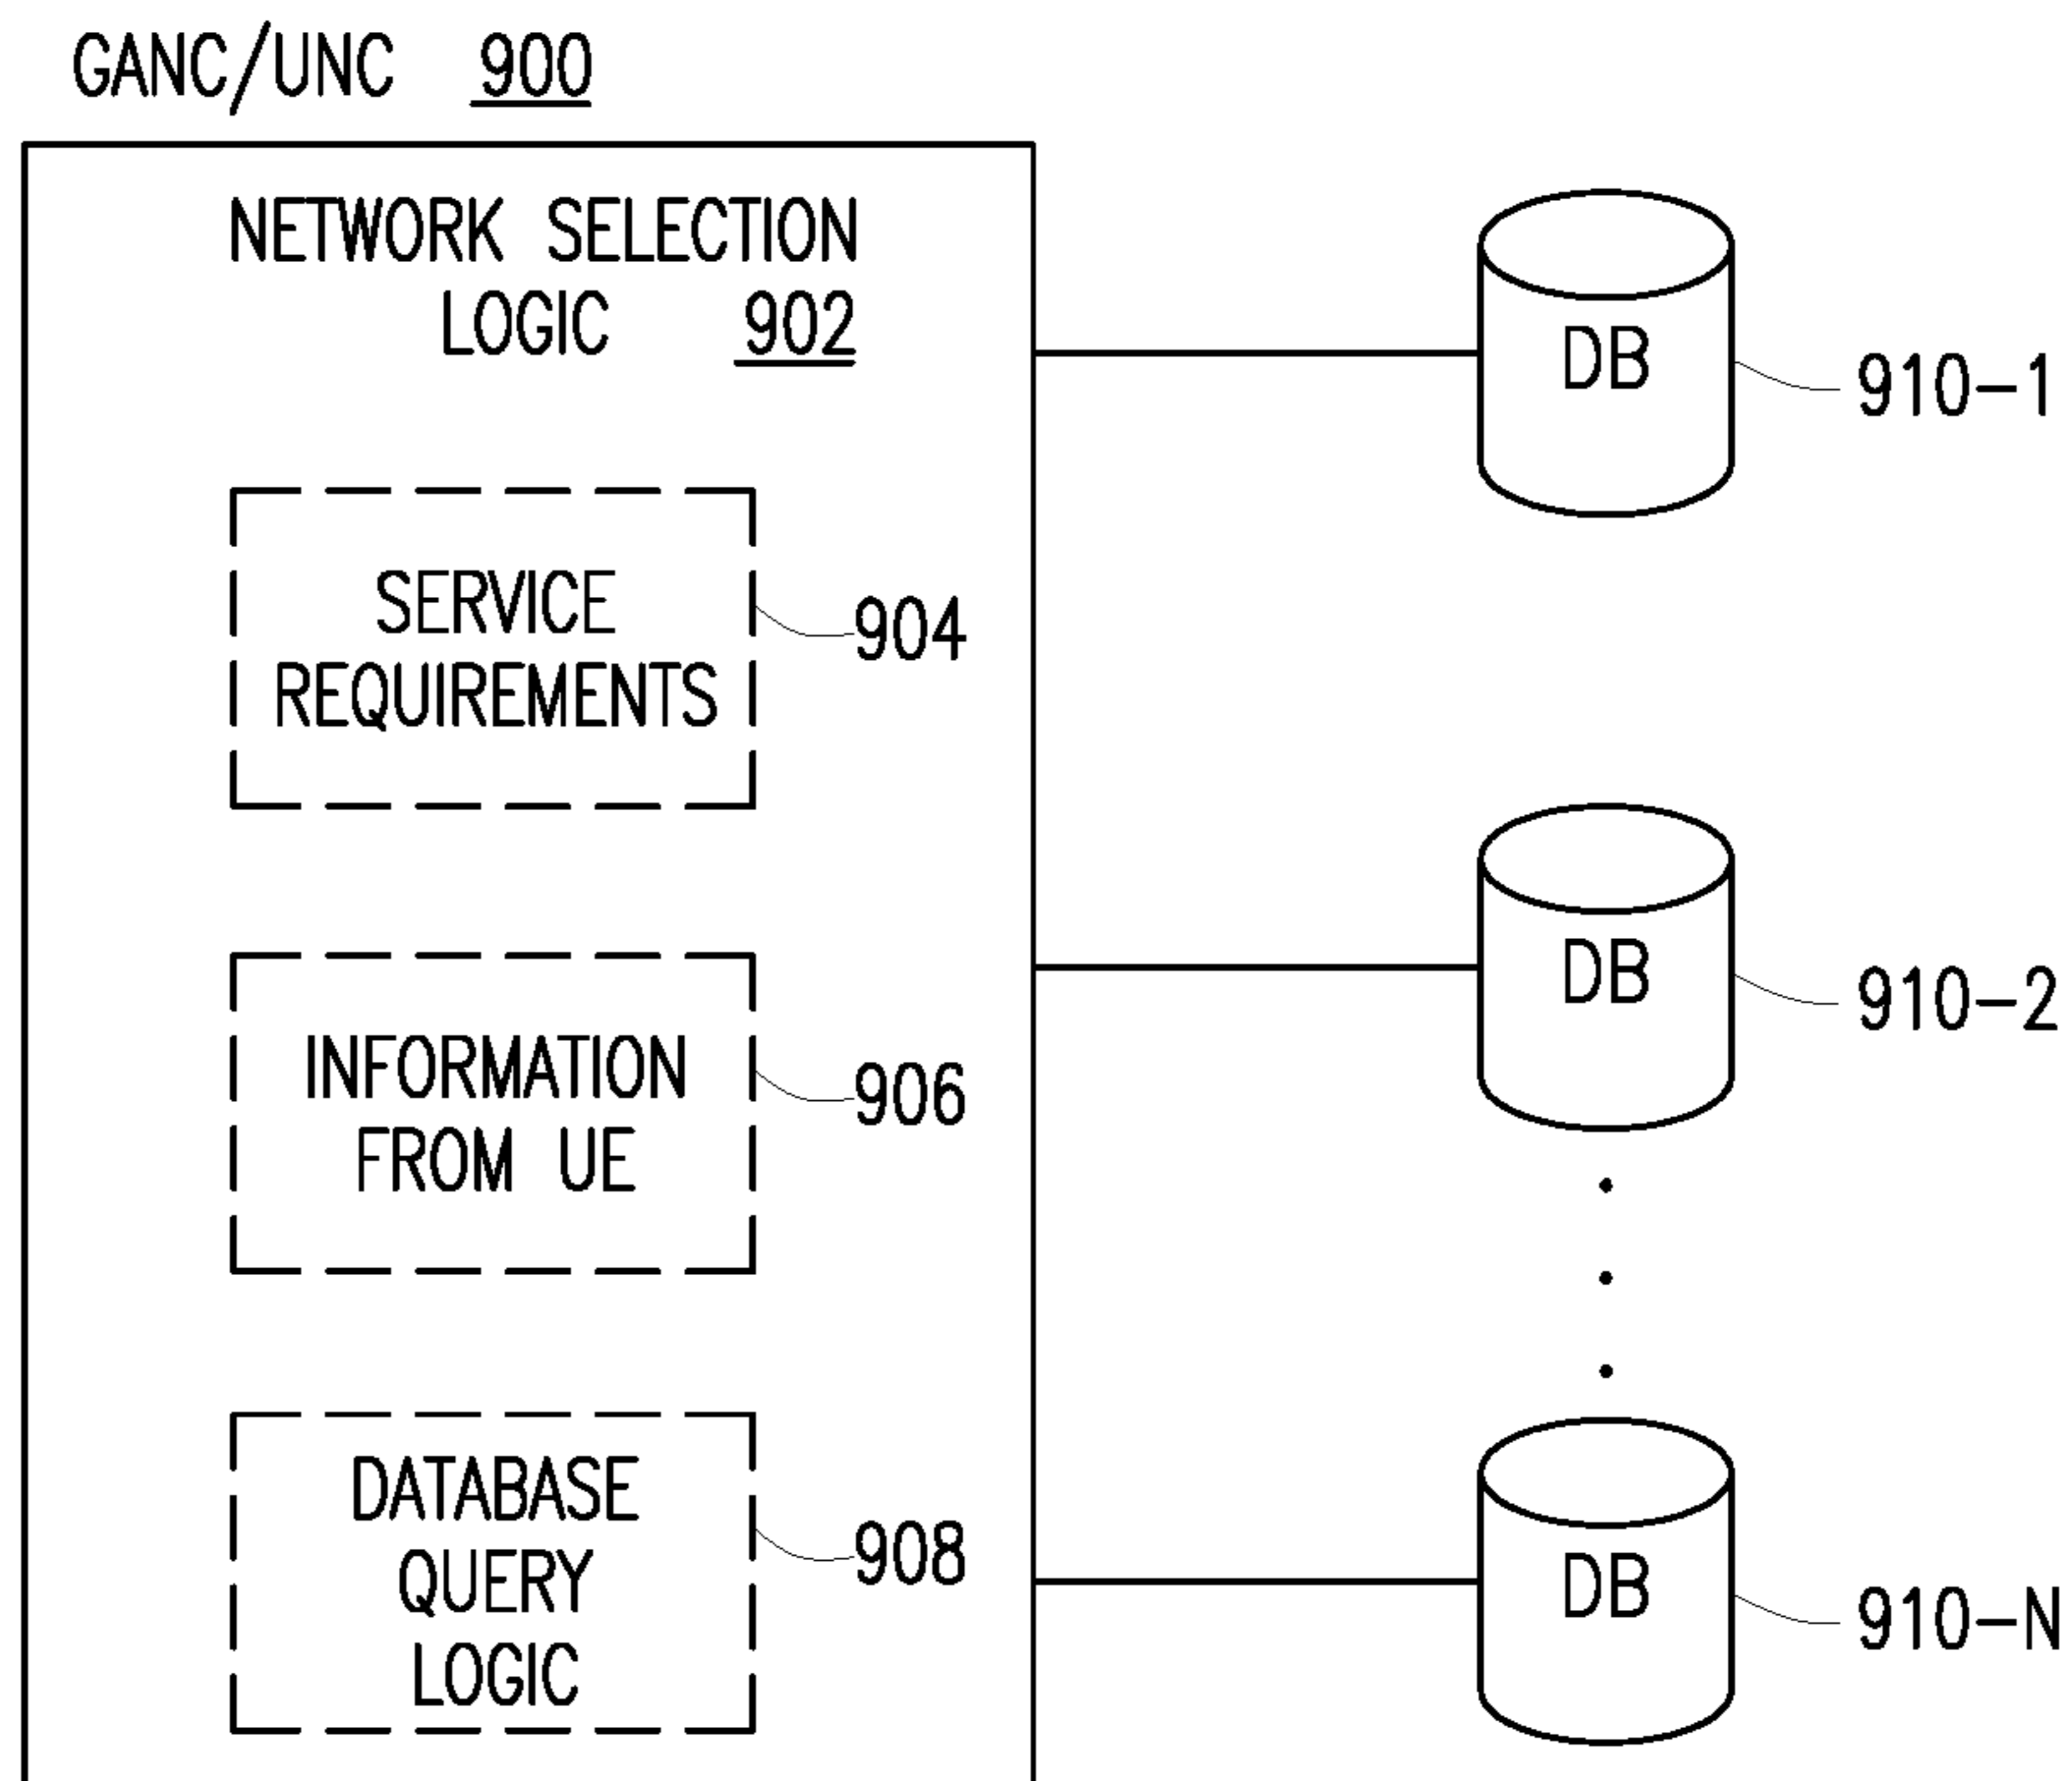 GANC/UNC 900
NETWORK SELECTION
LOGIC 902
DB
910-1
SERVICE
REQUIREMENTS
904
DB
910-2
INFORMATION
FROM UE
906
DATABASE
QUERY
LOGIC
908
DB
910-N